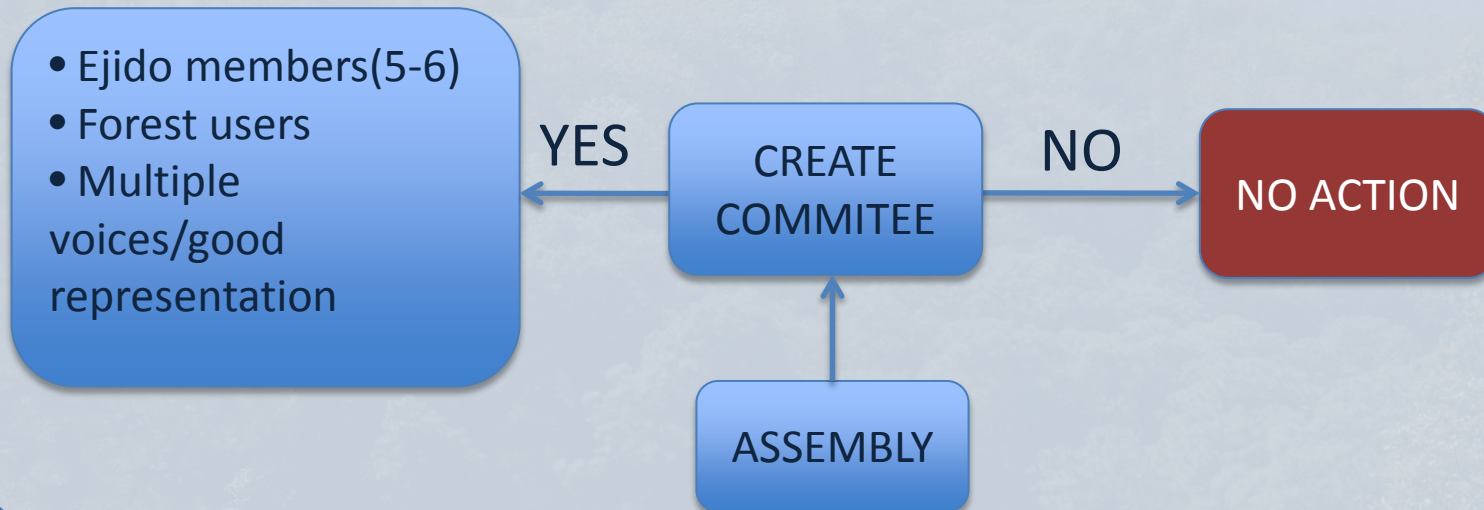 • Ejido members(5-6)
• Forest users
• Multiple
voices/good
representation
YES
CREATE
COMMITEE
NO
NO ACTION
ASSEMBLY